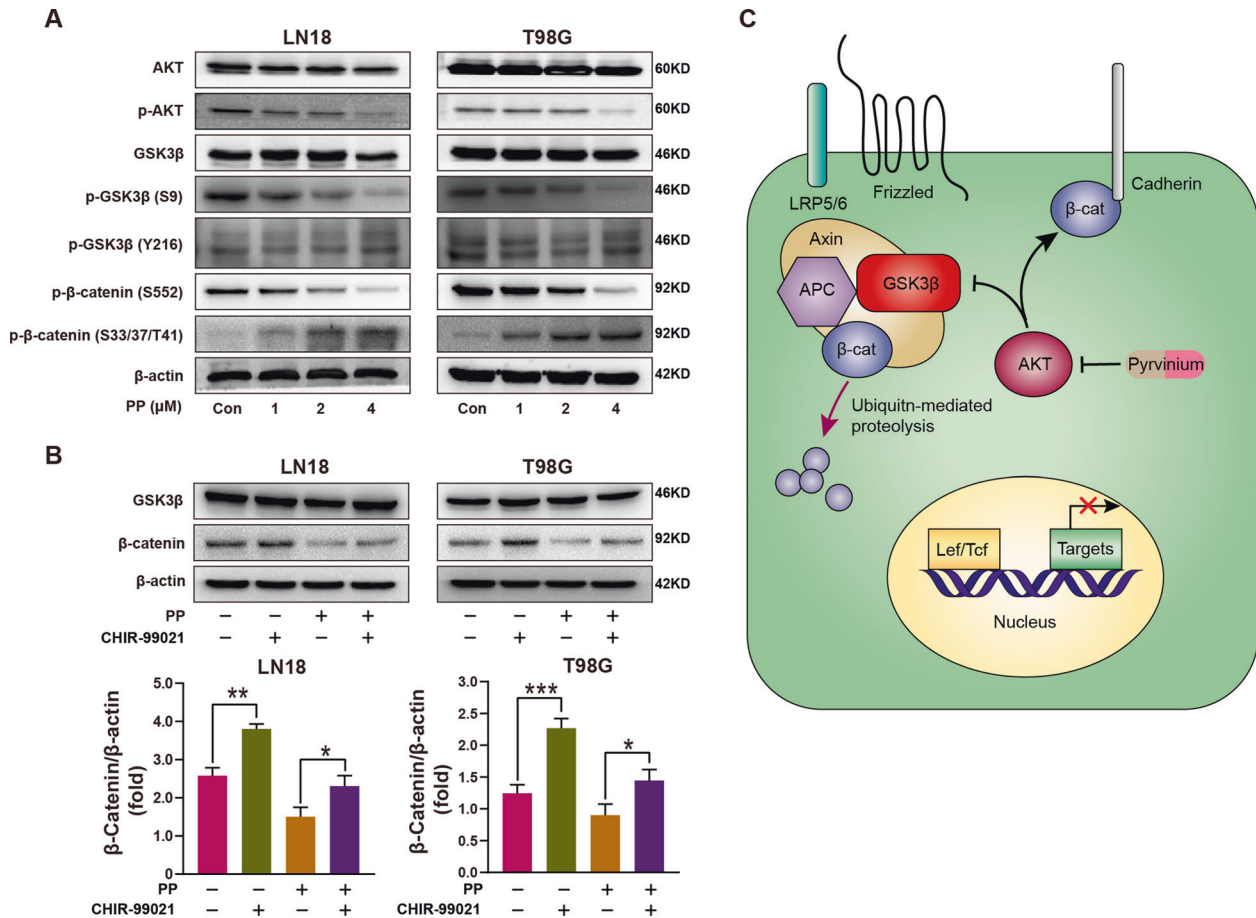 A
LN18
T98G
AKT
60KD
p-AKT
60KD
GSK3β
46KD
p-GSK3β (S9)
46KD
p-GSK3β (Y216)
46KD
p-β-catenin (S552)
92KD
p-β-catenin (S33/37/T41)
92KD
β-actin
42KD
PP (μM)
Con 1 2 4
Con 1 2 4
B
LN18
T98G
GSK3β
46KD
β-catenin
92KD
β-actin
42KD
PP
− − + +
− − + +
CHIR-99021
− + − +
− + − +
LN18
β-Catenin/β-actin
(fold)
5.0
4.0
3.0
2.0
1.0
0
**
*
PP − − + +
CHIR-99021 − + − +
T98G
β-Catenin/β-actin
(fold)
3.0
2.5
2.0
1.5
1.0
0.5
0.0
***
*
PP − − + +
CHIR-99021 − + − +
C
LRP5/6
Frizzled
Cadherin
β-cat
Axin
APC
GSK3β
β-cat
AKT
Pyrvinium
Ubiquitn-mediated
proteolysis
Lef/Tcf
Targets
Nucleus